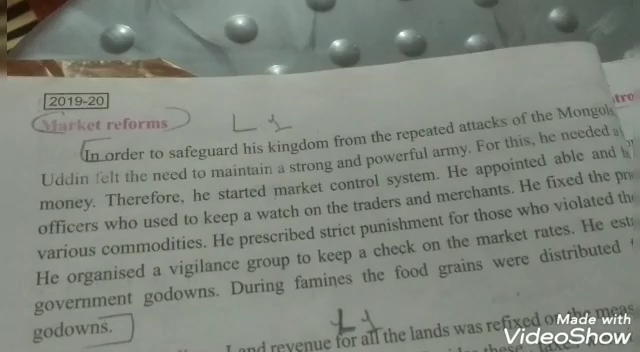 2019-20
Market reforms
L 1
In order to safeguard his kingdom from the repeated attacks of the Mongols
Uddin felt the need to maintain a strong and powerful army. For this, he needed a
money. Therefore, he started market control system. He appointed able and
officers who used to keep a watch on the traders and merchants. He fixed the
various commodities. He prescribed strict punishment for those who violated the
He organised a vigilance group to keep a check on the market rates. He
government godowns. During famines the food grains were distributed
godowns.
Land revenue for all the lands was refixed on the
Made with
VideoShow